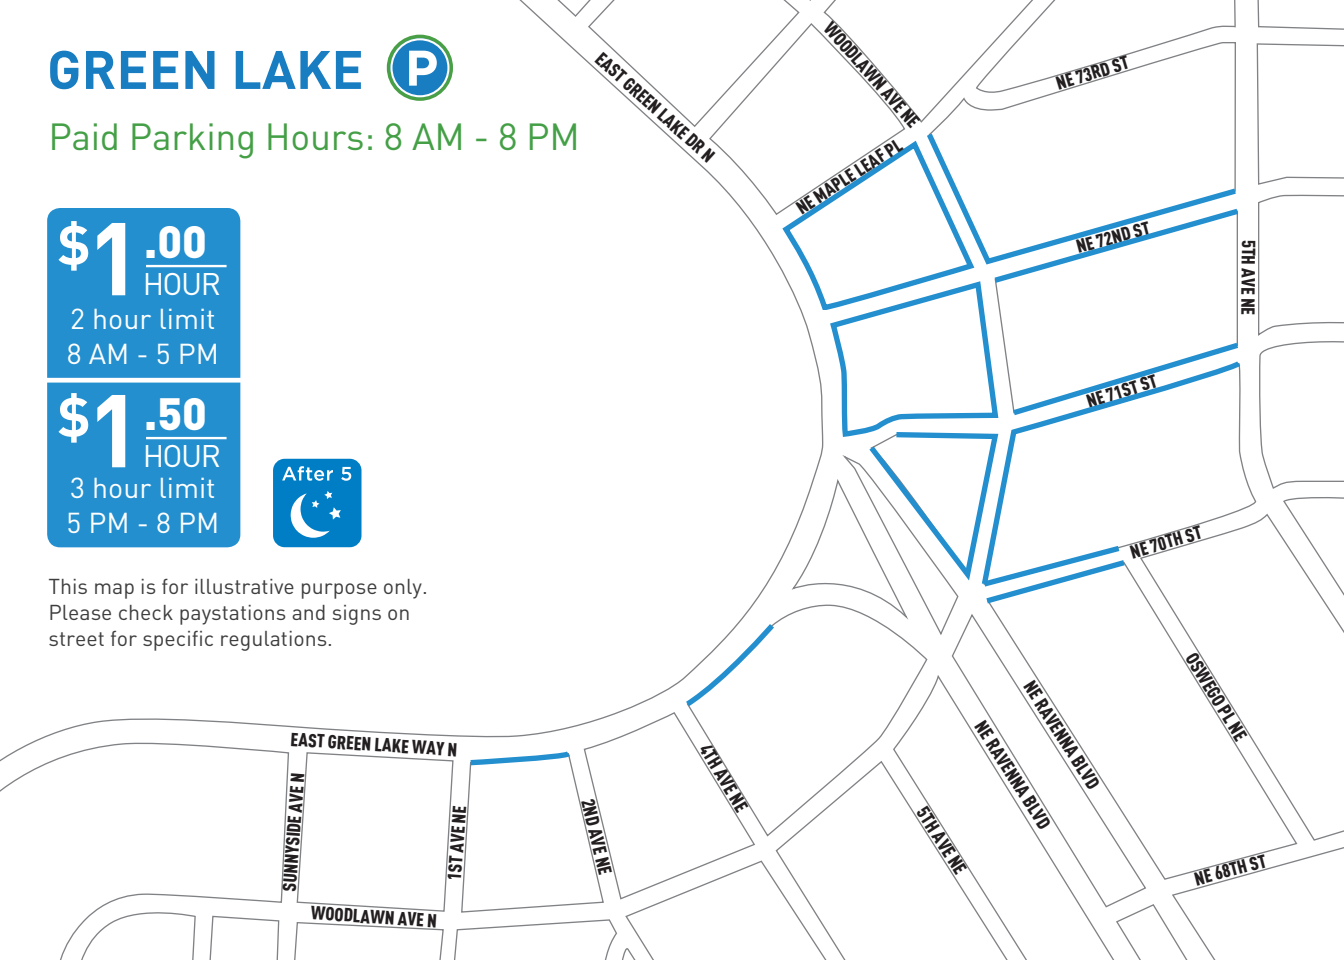 GREEN LAKE P
Paid Parking Hours: 8 AM - 8 PM
$1.00
HOUR
2 hour limit
8 AM - 5 PM
$1.50
HOUR
3 hour limit
5 PM - 8 PM
After 5
This map is for illustrative purpose only.
Please check paystations and signs on
street for specific regulations.
EAST GREEN LAKE DR N
WOODLAWN AVE NE
NE 73RD ST
NE MAPLE LEAF PL
NE 72ND ST
5TH AVE NE
NE 71ST ST
NE 70TH ST
OSWEGO PL NE
NE RAVENNA BLVD
NE RAVENNA BLVD
EAST GREEN LAKE WAY N
4TH AVE NE
SUNNYSIDE AVE N
1ST AVE NE
2ND AVE NE
5TH AVE NE
NE 68TH ST
WOODLAWN AVE N